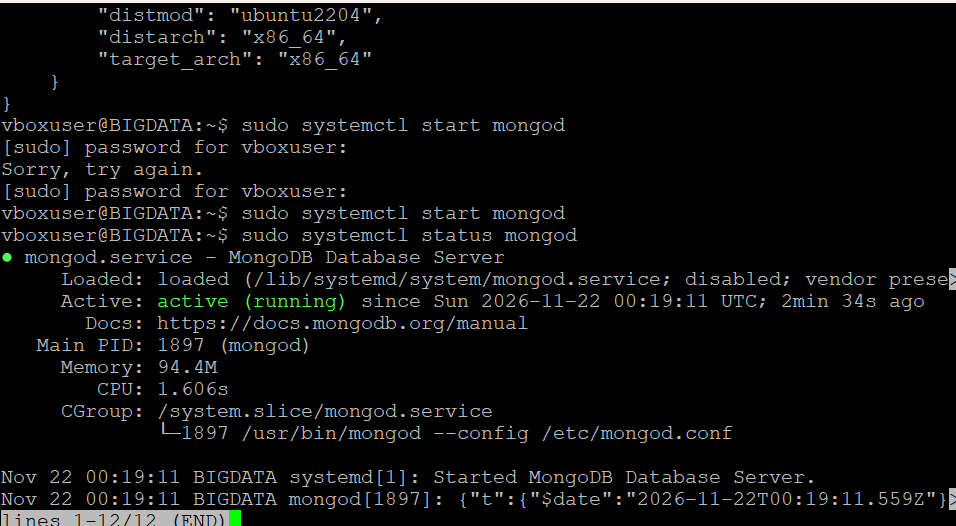 "distmod": "ubuntu2204",
        "distarch": "x86_64",
        "target_arch": "x86_64"
    }
}
vboxuser@BIGDATA:~$ sudo systemctl start mongod
[sudo] password for vboxuser:
Sorry, try again.
[sudo] password for vboxuser:
vboxuser@BIGDATA:~$ sudo systemctl start mongod
vboxuser@BIGDATA:~$ sudo systemctl status mongod
● mongod.service - MongoDB Database Server
     Loaded: loaded (/lib/systemd/system/mongod.service; disabled; vendor prese>
     Active: active (running) since Sun 2026-11-22 00:19:11 UTC; 2min 34s ago
       Docs: https://docs.mongodb.org/manual
   Main PID: 1897 (mongod)
     Memory: 94.4M
        CPU: 1.606s
     CGroup: /system.slice/mongod.service
             └─1897 /usr/bin/mongod --config /etc/mongod.conf

Nov 22 00:19:11 BIGDATA systemd[1]: Started MongoDB Database Server.
Nov 22 00:19:11 BIGDATA mongod[1897]: {"t":{"$date":"2026-11-22T00:19:11.559Z"}>
lines 1-12/12 (END)